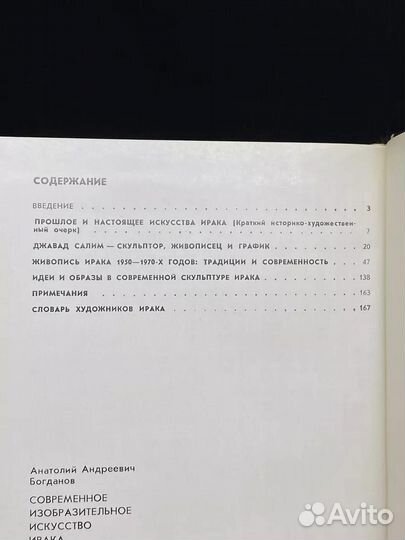 СОДЕРЖАНИЕ
ВВЕДЕНИЕ 3
ПРОШЛОЕ И НАСТОЯЩЕЕ ИСКУССТВА ИРАКА (Краткий историко-художествен-
ный очерк) 7
ДЖАВАД САЛИМ — СКУЛЬПТОР, ЖИВОПИСЕЦ И ГРАФИК 20
ЖИВОПИСЬ ИРАКА 1950—1970-Х ГОДОВ: ТРАДИЦИИ И СОВРЕМЕННОСТЬ 47
ИДЕИ И ОБРАЗЫ В СОВРЕМЕННОЙ СКУЛЬПТУРЕ ИРАКА 138
ПРИМЕЧАНИЯ 163
СЛОВАРЬ ХУДОЖНИКОВ ИРАКА 167
Анатолий Андреевич
Богданов
СОВРЕМЕННОЕ
ИЗОБРАЗИТЕЛЬНОЕ
ИСКУССТВО
ИРАКА
Avito